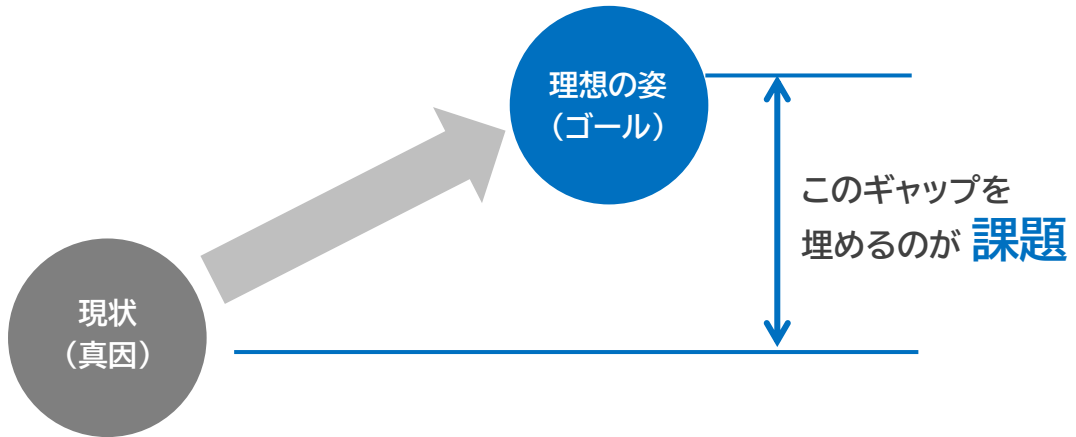 理想の姿
（ゴール）
このギャップを
埋めるのが 課題
現状
（真因）